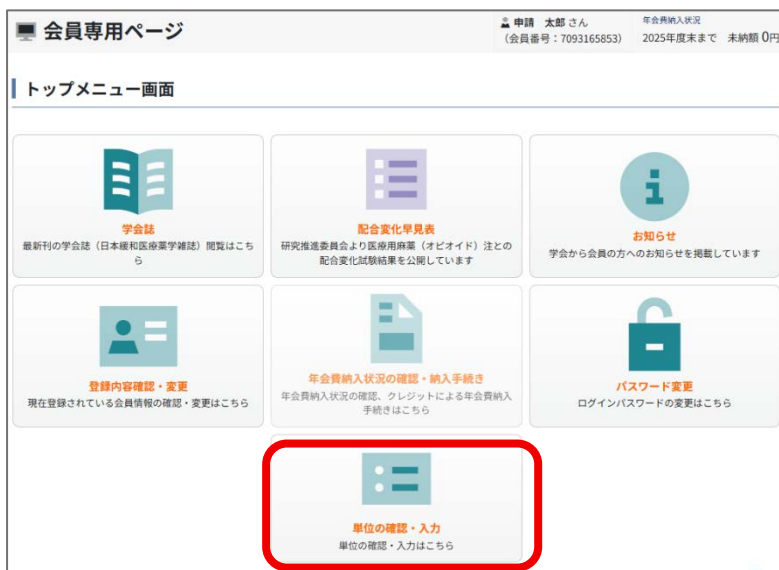 会員専用ページ
申請 太郎 さん
(会員番号：7093165853)
年会費納入状況
2025年度末まで 未納額 0円
トップメニュー画面
学会誌
最新刊の学会誌（日本緩和医療薬学雑誌）閲覧はこち
ら
配合変化早見表
研究推進委員会より医療用麻薬（オピオイド）注との
配合変化試験結果を公開しています
お知らせ
学会から会員の方へのお知らせを掲載しています
登録内容確認・変更
現在登録されている会員情報の確認・変更はこちら
年会費納入状況の確認・納入手続き
年会費納入状況の確認、クレジットによる年会費納入
手続きはこちら
パスワード変更
ログインパスワードの変更はこちら
単位の確認・入力
単位の確認・入力はこちら